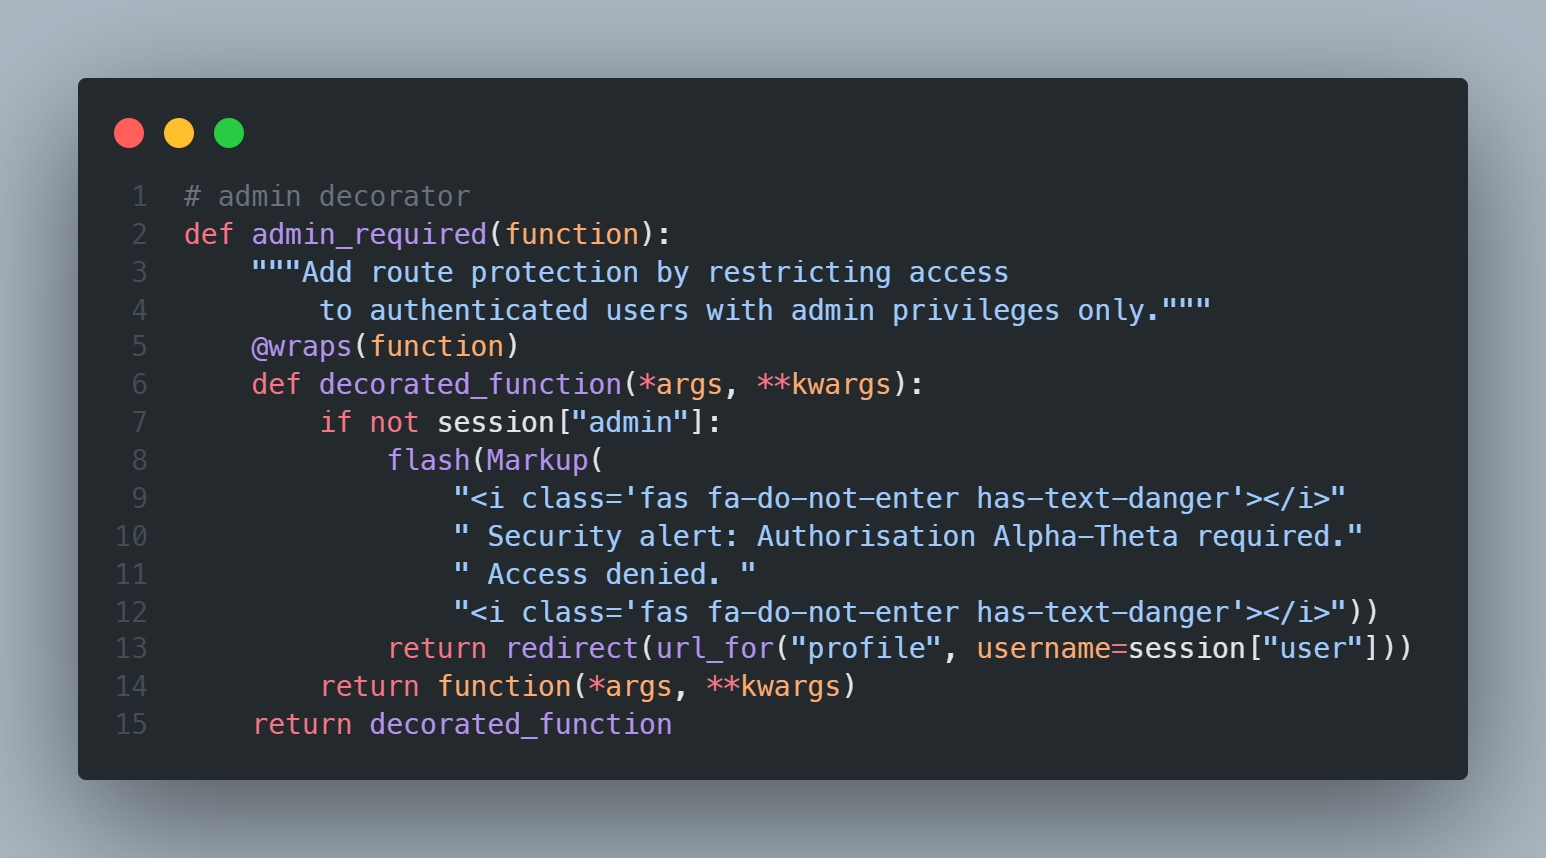 1 # admin decorator
2 def admin_required(function):
3     """Add route protection by restricting access
4         to authenticated users with admin privileges only."""
5     @wraps(function)
6     def decorated_function(*args, **kwargs):
7         if not session["admin"]:
8             flash(Markup(
9                 "<i class='fas fa-do-not-enter has-text-danger'></i>"
10                 " Security alert: Authorisation Alpha-Theta required."
11                 " Access denied. "
12                 "<i class='fas fa-do-not-enter has-text-danger'></i>"))
13             return redirect(url_for("profile", username=session["user"]))
14         return function(*args, **kwargs)
15     return decorated_function